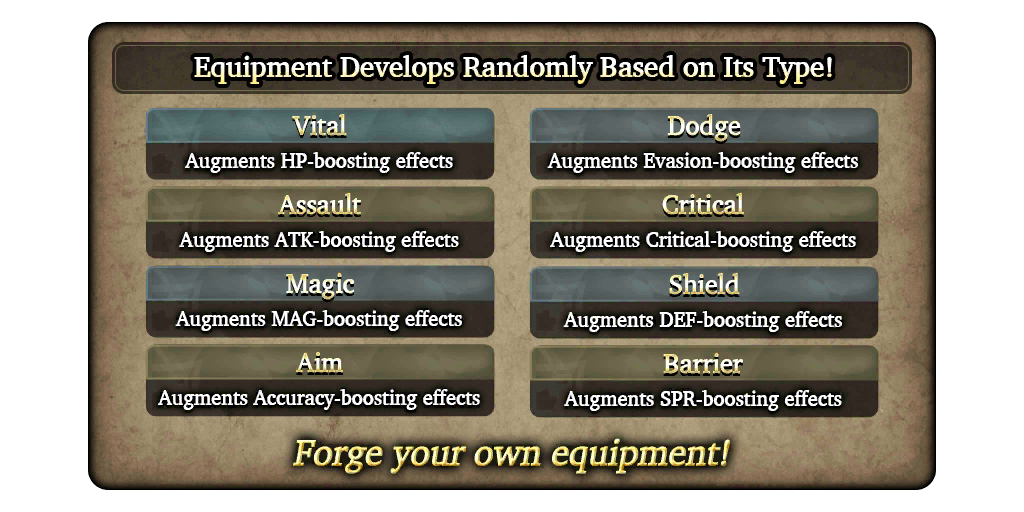 Equipment Develops Randomly Based on Its Type!
Vital
Augments HP-boosting effects
Dodge
Augments Evasion-boosting effects
Assault
Augments ATK-boosting effects
Critical
Augments Critical-boosting effects
Magic
Augments MAG-boosting effects
Shield
Augments DEF-boosting effects
Aim
Augments Accuracy-boosting effects
Barrier
Augments SPR-boosting effects
Forge your own equipment!